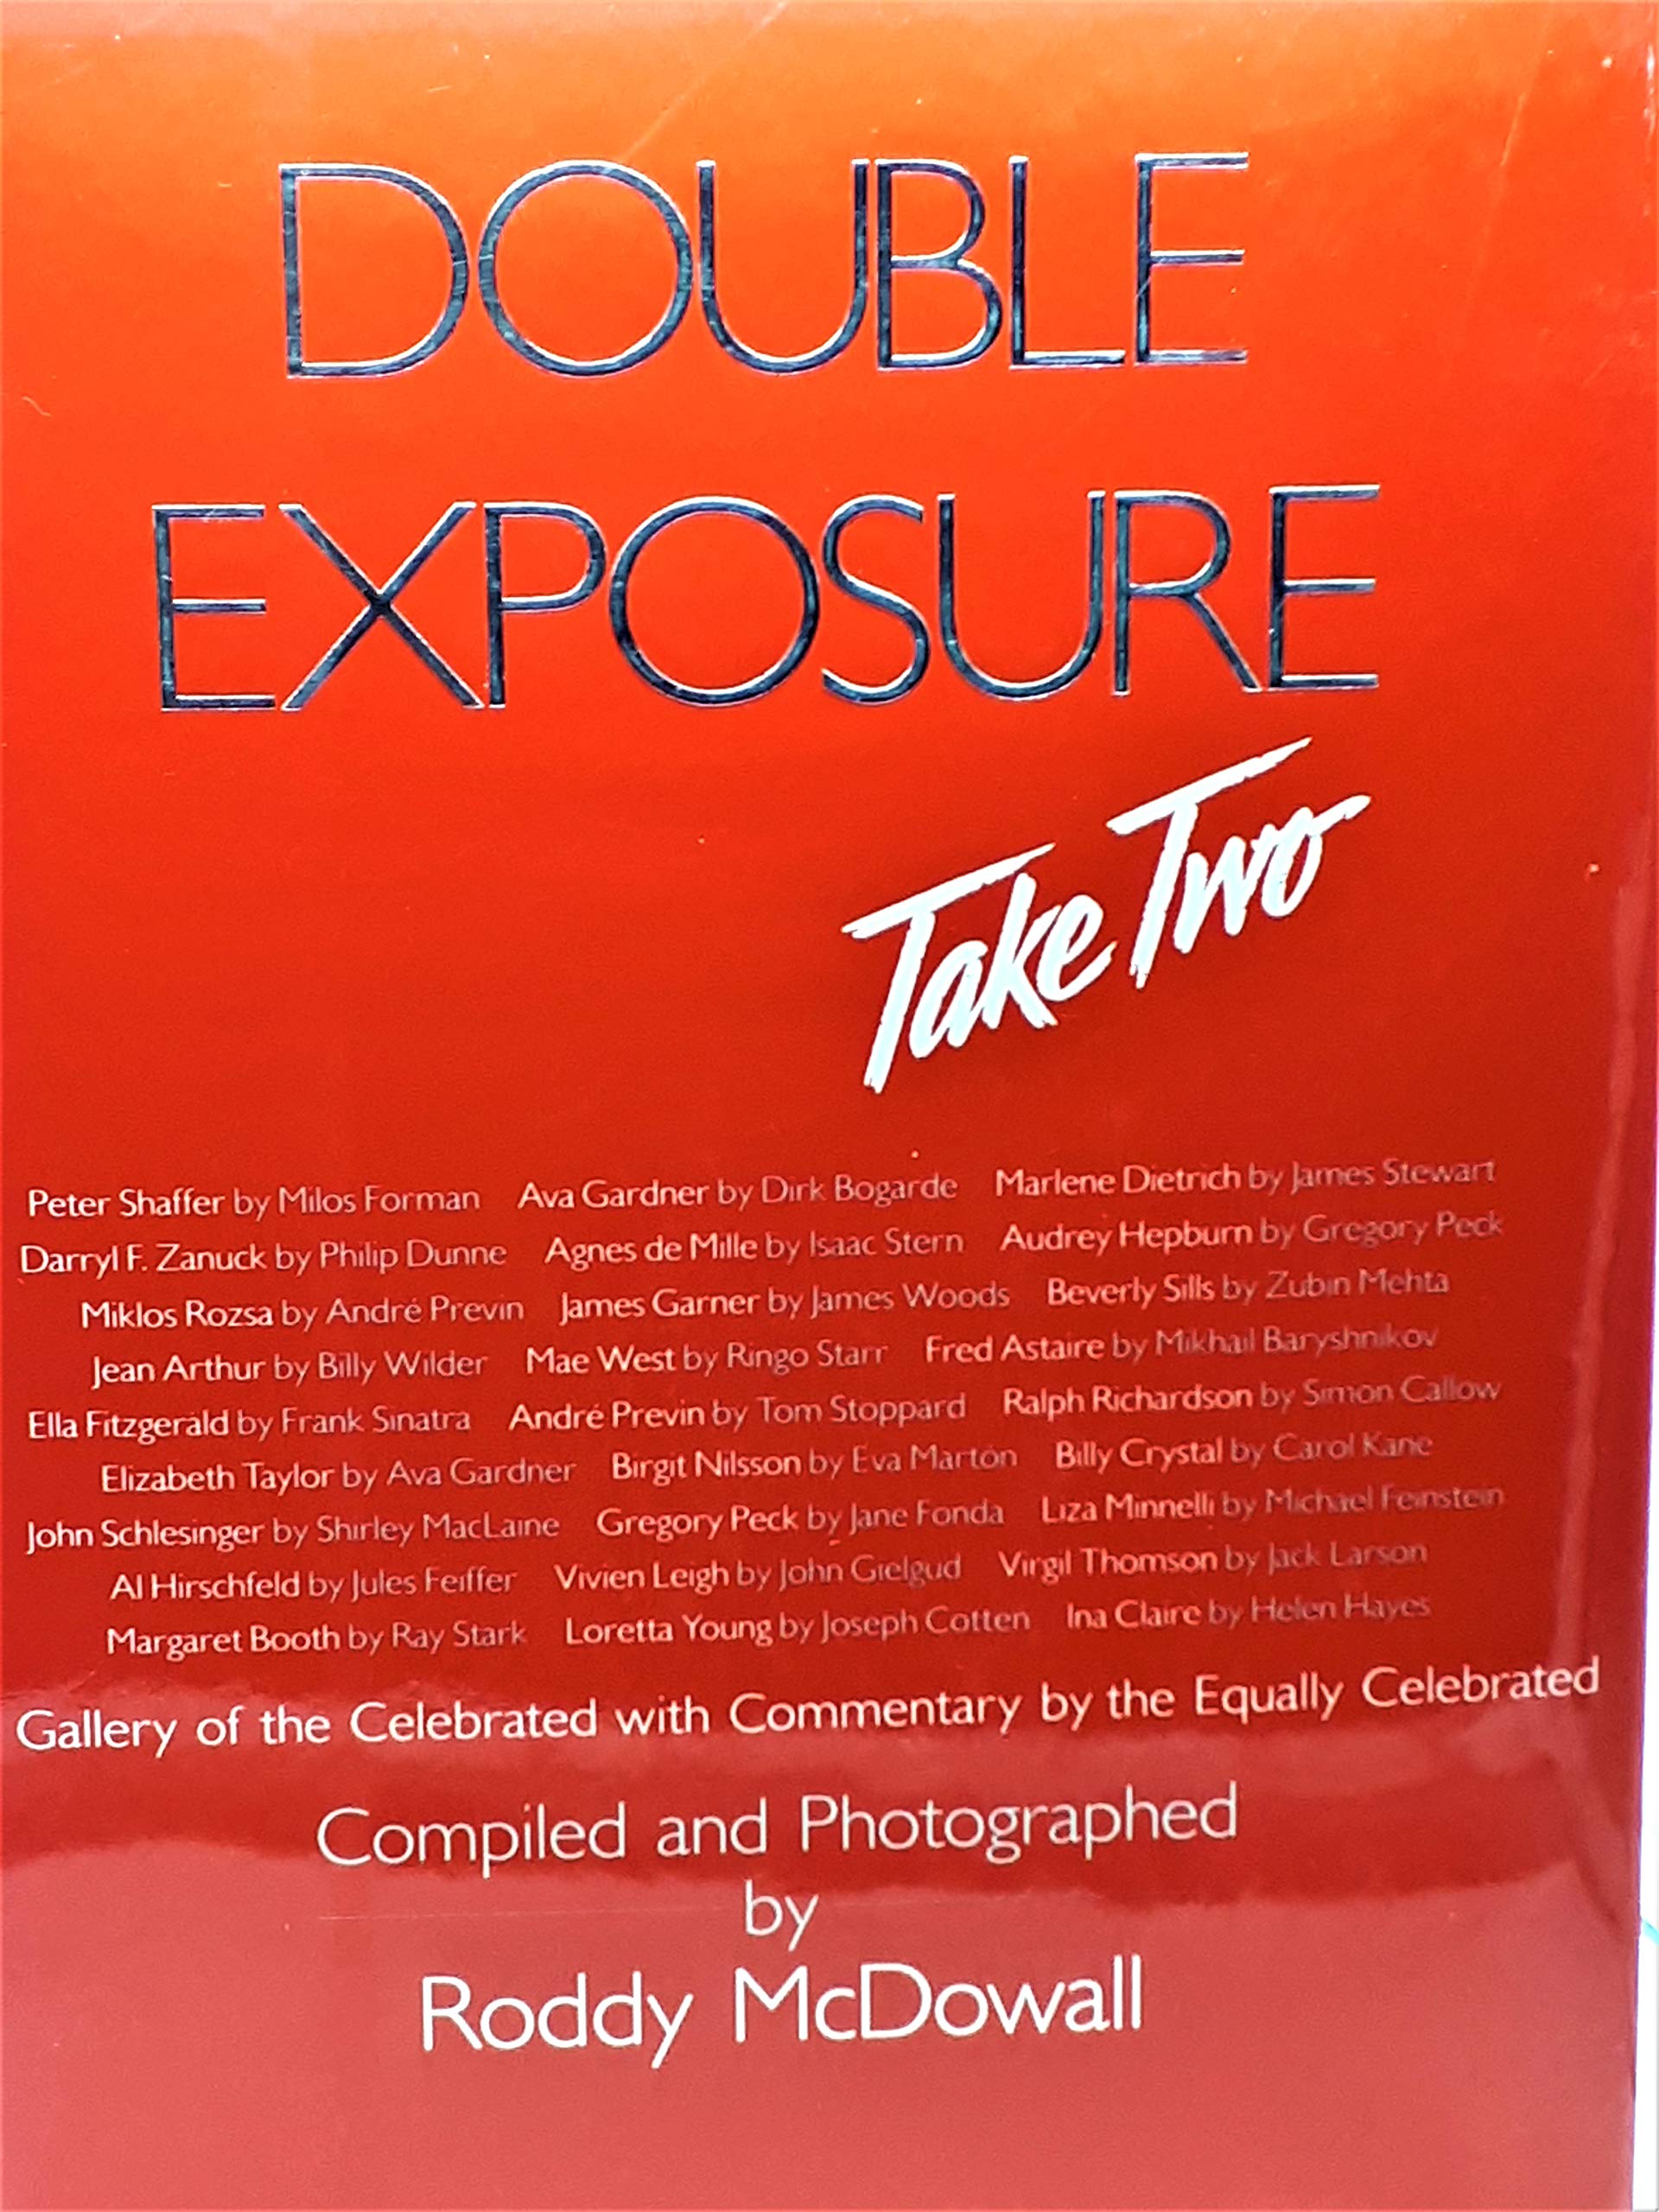 DOUBLE
EXPOSURE
Take Two
Peter Shaffer by Milos Forman Ava Gardner by Dirk Bogarde Marlene Dietrich by James Stewart
Darryl F. Zanuck by Philip Dunne Agnes de Mille by Isaac Stern Audrey Hepburn by Gregory Peck
Miklos Rozsa by André Previn James Garner by James Woods Beverly Sills by Zubin Mehta
Jean Arthur by Billy Wilder Mae West by Ringo Starr Fred Astaire by Mikhail Baryshnikov
Ella Fitzgerald by Frank Sinatra André Previn by Tom Stoppard Ralph Richardson by Simon Callow
Elizabeth Taylor by Ava Gardner Birgit Nilsson by Eva Martón Billy Crystal by Carol Kane
John Schlesinger by Shirley MacLaine Gregory Peck by Jane Fonda Liza Minnelli by Michael Feinstein
Al Hirschfeld by Jules Feiffer Vivien Leigh by John Gielgud Virgil Thomson by Jack Larson
Margaret Booth by Ray Stark Loretta Young by Joseph Cotten Ina Claire by Helen Hayes
Gallery of the Celebrated with Commentary by the Equally Celebrated
Compiled and Photographed
by
Roddy McDowall